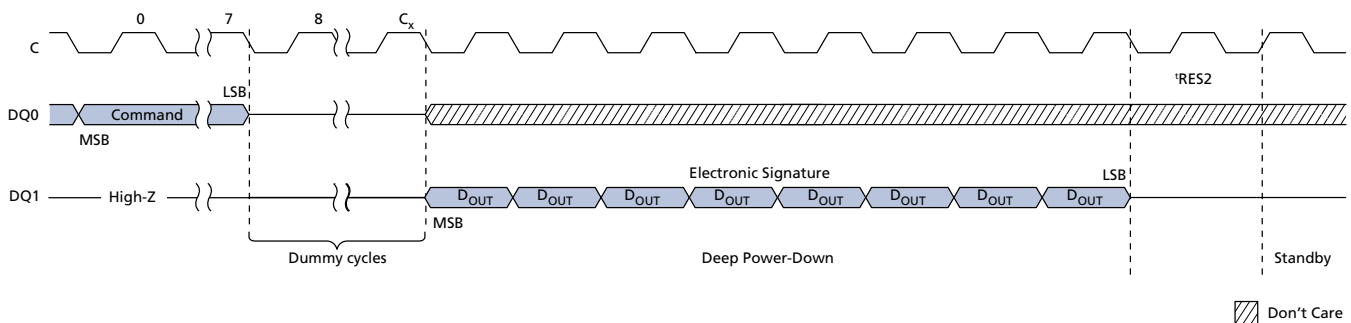 0 7 8 Cx
C
tRES2
LSB
DQ0 Command
MSB
Electronic Signature LSB
DQ1 High-Z DOUT DOUT DOUT DOUT DOUT DOUT DOUT DOUT
MSB
Dummy cycles Deep Power-Down Standby
Don't Care